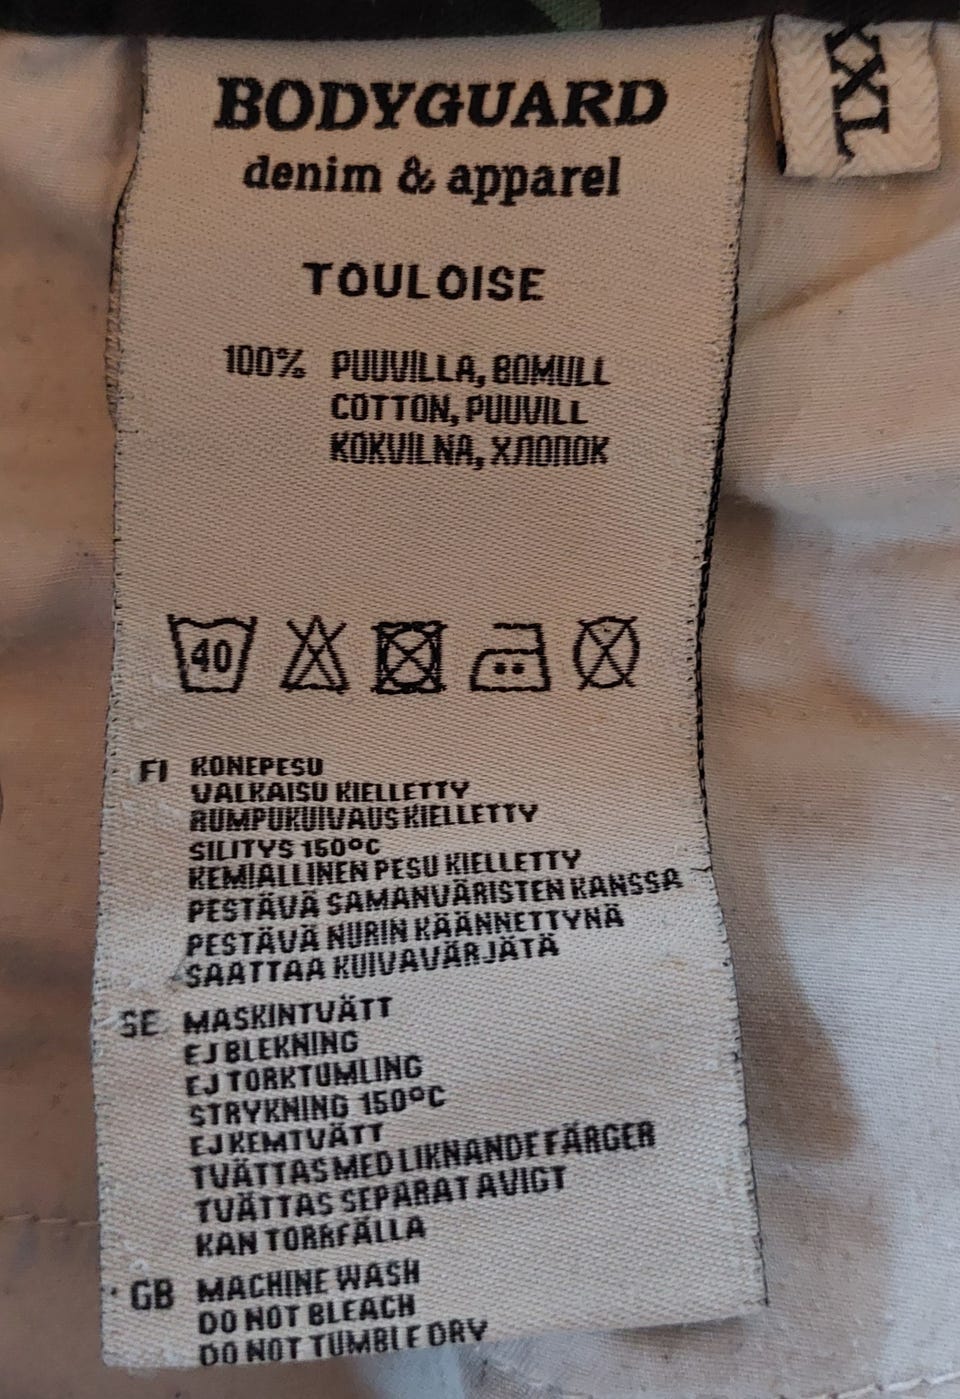 BODYGUARD
denim & apparel
XXL
TOULOISE
100% PUUVILLA, BOMULL
COTTON, PUUVILL
KOKVILNA, ХЛОПОК
40
FI KONEPESU
VALKAISU KIELLETTY
RUMPUKUIVAUS KIELLETTY
SILITYS 150°C
KEMIALLINEN PESU KIELLETTY
PESTÄVÄ SAMANVÄRISTEN KANSSA
PESTÄVÄ NURIN KÄÄNNETTYNÄ
SAATTAA KUIVAVÄRJÄTÄ
SE MASKINTVÄTT
EJ BLEKNING
EJ TORKTUMLING
STRYKNING 150°C
EJ KEMTVÄTT
TVÄTTAS MED LIKNANDE FÄRGER
TVÄTTAS SEPARAT AVIGT
KAN TORRFÄLLA
GB MACHINE WASH
DO NOT BLEACH
DO NOT TUMBLE DRY